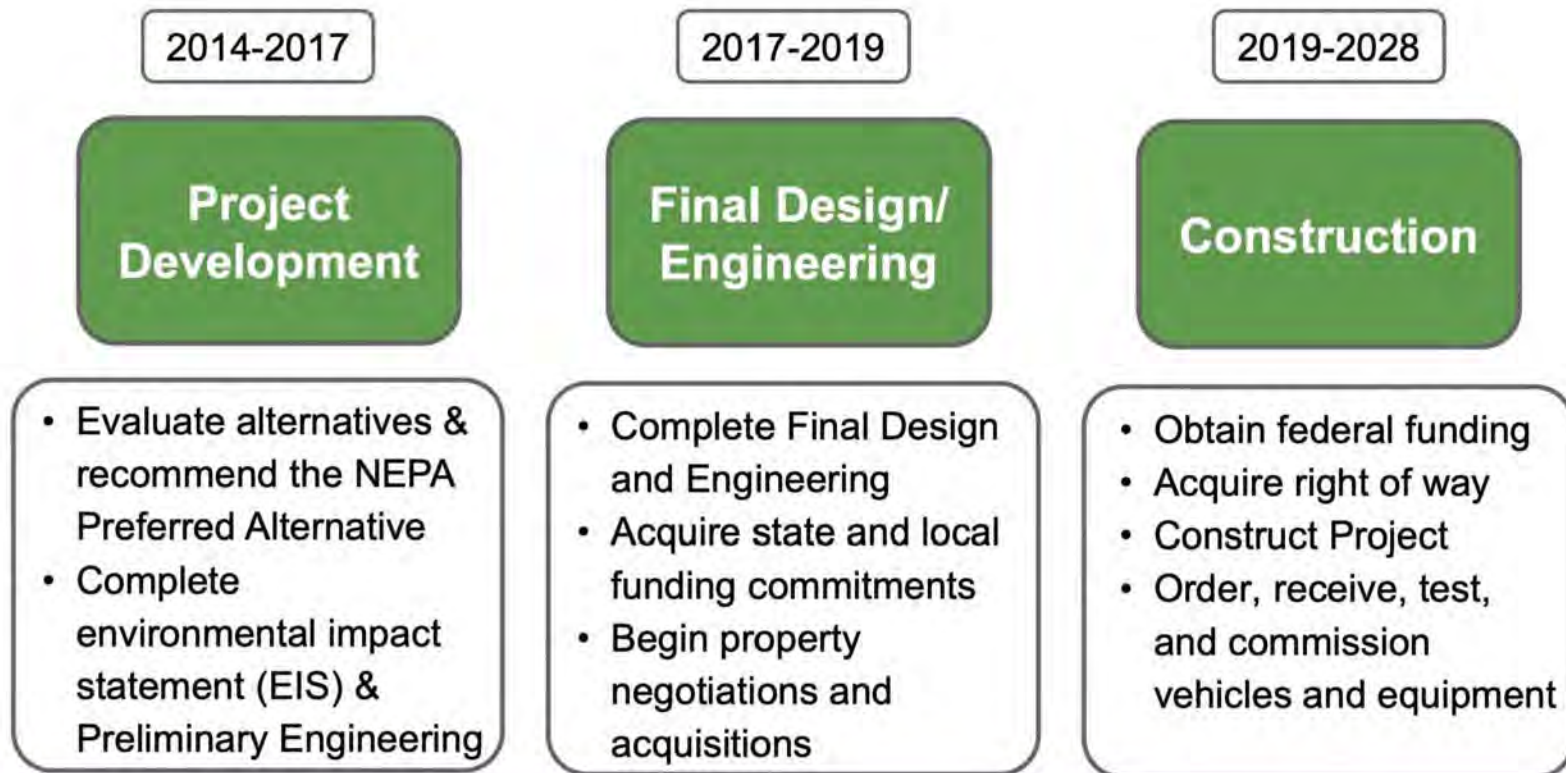 2014-2017
Project
Development
• Evaluate alternatives &
recommend the NEPA
Preferred Alternative
• Complete
environmental impact
statement (EIS) &
Preliminary Engineering
2017-2019
Final Design/
Engineering
• Complete Final Design
and Engineering
• Acquire state and local
funding commitments
• Begin property
negotiations and
acquisitions
2019-2028
Construction
• Obtain federal funding
• Acquire right of way
• Construct Project
• Order, receive, test,
and commission
vehicles and equipment